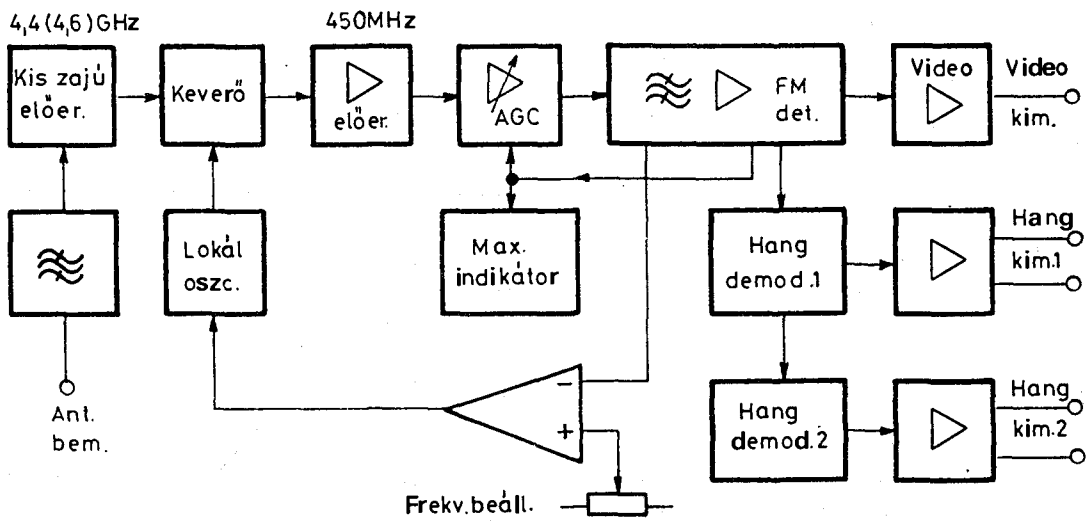 4,4(4,6)GHz
450MHz
Kis zajú
előer.
Keverő
előer.
AGC
FM
det.
Video
Video
kim.
Lokál
oszc.
Max.
indikátor
Hang
demod.1
Hang
kim.1
Ant.
bem.
−
+
Hang
demod.2
Hang
kim.2
Frekv.beáll.